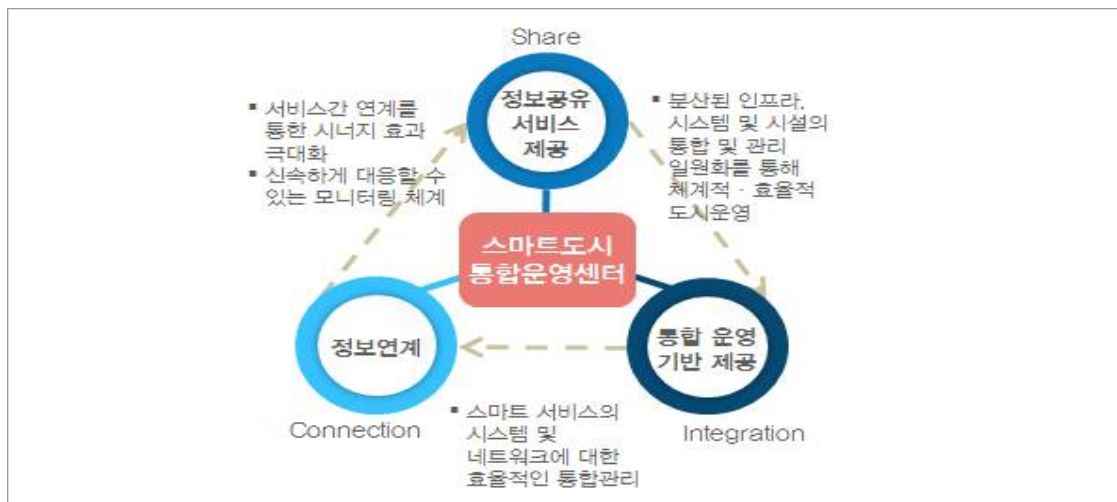 Share
정보공유
서비스
제공
▪ 서비스간 연계를
통한 시너지 효과
극대화
▪ 신속하게 대응할 수
있는 모니터링 체계
▪ 분산된 인프라,
시스템 및 시설의
통합 및 관리
일원화를 통해
체계적 · 효율적
도시운영
스마트도시
통합운영센터
정보연계
Connection
통합 운영
기반 제공
Integration
▪ 스마트 서비스의
시스템 및
네트워크에 대한
효율적인 통합관리